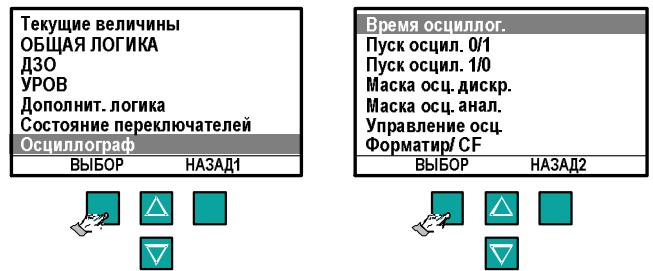 Текущие величины
ОБЩАЯ ЛОГИКА
ДЗО
УРОВ
Дополнит. логика
Состояние переключателей
Осциллограф
ВЫБОР НАЗАД1
Время осциллог.
Пуск осцил. 0/1
Пуск осцил. 1/0
Маска осц. дискр.
Маска осц. анал.
Управление осц.
Форматир/ CF
ВЫБОР НАЗАД2